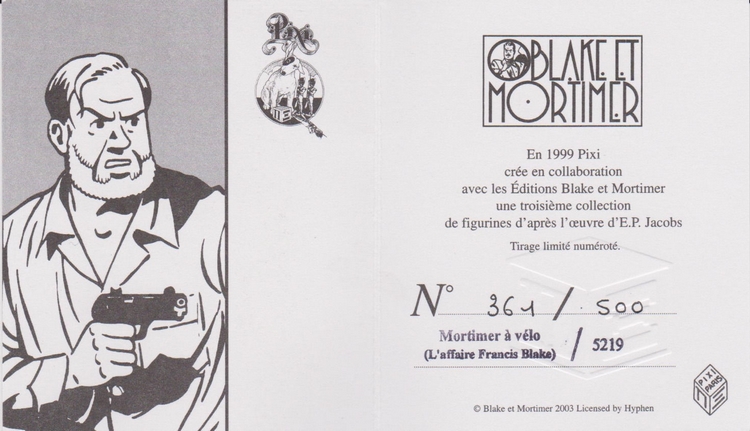 Pixi
BLAKE ET
MORTIMER
En 1999 Pixi
crée en collaboration
avec les Éditions Blake et Mortimer
une troisième collection
de figurines d'après l'œuvre d'E.P. Jacobs
Tirage limité numéroté.
N° 361 / 500
Mortimer à vélo
(L'affaire Francis Blake) / 5219
PIXI
PARIS
© Blake et Mortimer 2003 Licensed by Hyphen